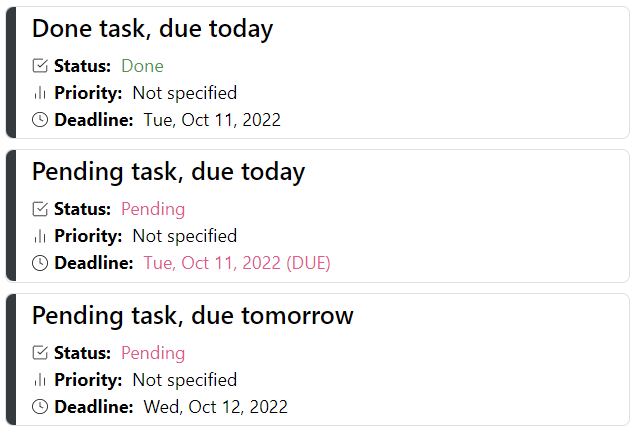 Done task, due today
Status: Done
Priority: Not specified
Deadline: Tue, Oct 11, 2022
Pending task, due today
Status: Pending
Priority: Not specified
Deadline: Tue, Oct 11, 2022 (DUE)
Pending task, due tomorrow
Status: Pending
Priority: Not specified
Deadline: Wed, Oct 12, 2022